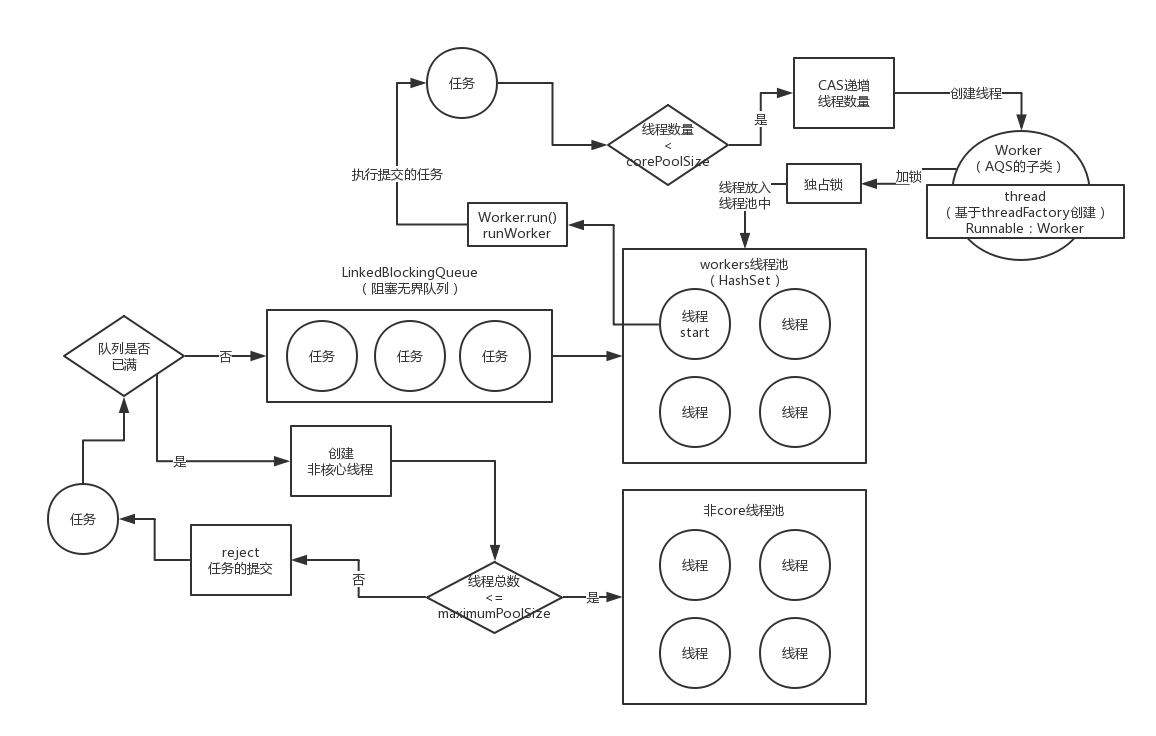 任务
线程数量
<
corePoolSize
是
CAS递增
线程数量
创建线程
Worker
（AQS的子类）
thread
（基于threadFactory创建）
Runnable：Worker
加锁
独占锁
线程放入
线程池中
执行提交的任务
Worker.run()
runWorker
workers线程池
（HashSet）
线程
start
线程
线程
线程
LinkedBlockingQueue
（阻塞无界队列）
任务
任务
任务
队列是否
已满
否
是
创建
非核心线程
任务
reject
任务的提交
否
线程总数
<=
maximumPoolSize
是
非core线程池
线程
线程
线程
线程